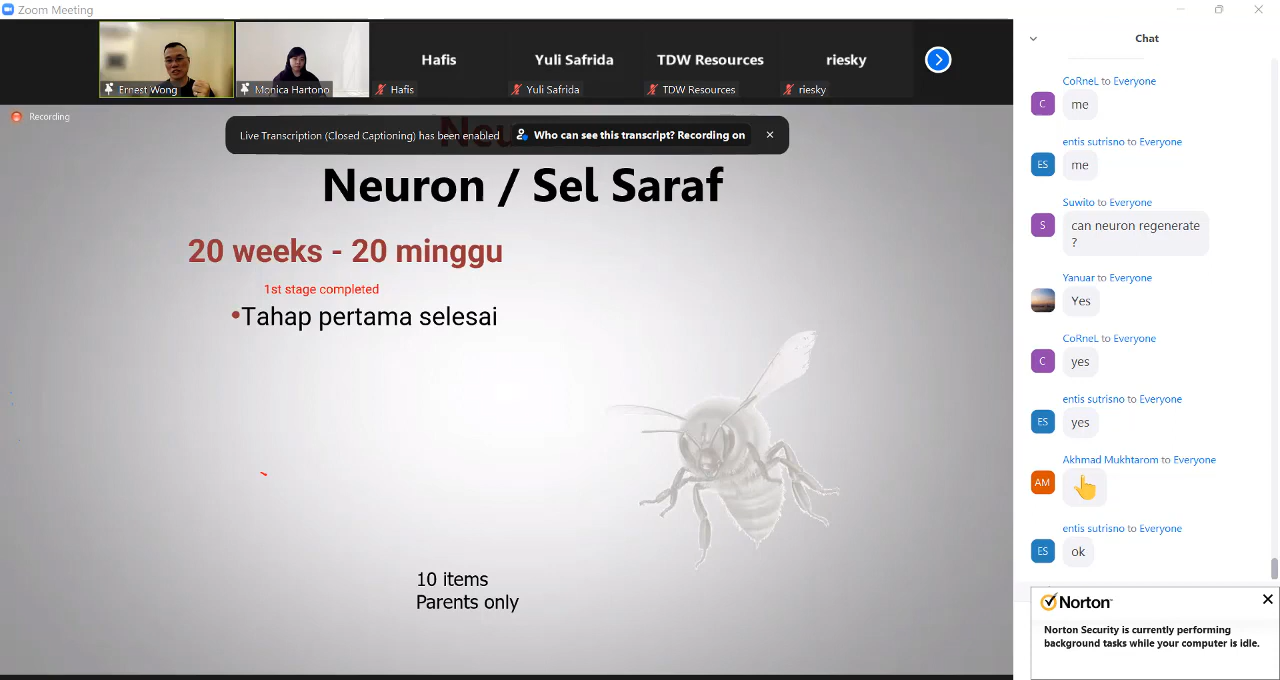 Zoom Meeting
Ernest Wong
Monica Hartono
Hafis
Hafis
Yuli Safrida
Yuli Safrida
TDW Resources
TDW Resources
riesky
riesky
Recording
Live Transcription (Closed Captioning) has been enabled
Who can see this transcript? Recording on
Neuron / Sel Saraf
20 weeks - 20 minggu
1st stage completed
•Tahap pertama selesai
10 items
Parents only
Chat
CoRneL to Everyone
C
me
entis sutrisno to Everyone
ES
me
Suwito to Everyone
S
can neuron regenerate
?
Yanuar to Everyone
Yes
CoRneL to Everyone
C
yes
entis sutrisno to Everyone
ES
yes
Akhmad Mukhtarom to Everyone
AM
entis sutrisno to Everyone
ES
ok
Norton
Norton Security is currently performing
background tasks while your computer is idle.